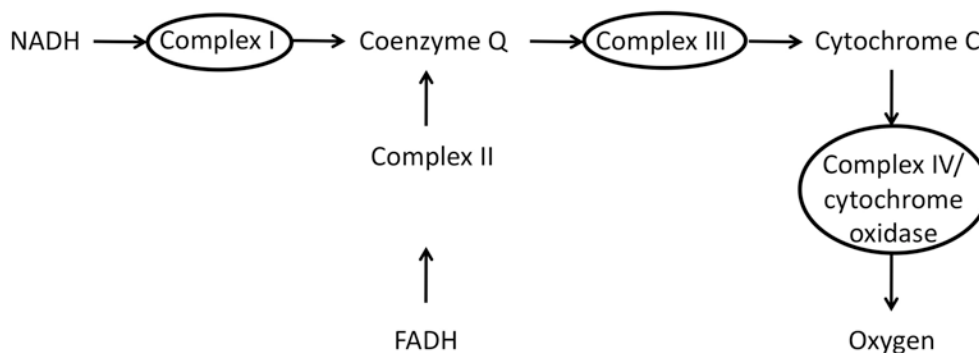 NADH
Complex I
Coenzyme Q
Complex III
Cytochrome C
Complex II
Complex IV/
cytochrome
oxidase
FADH
Oxygen